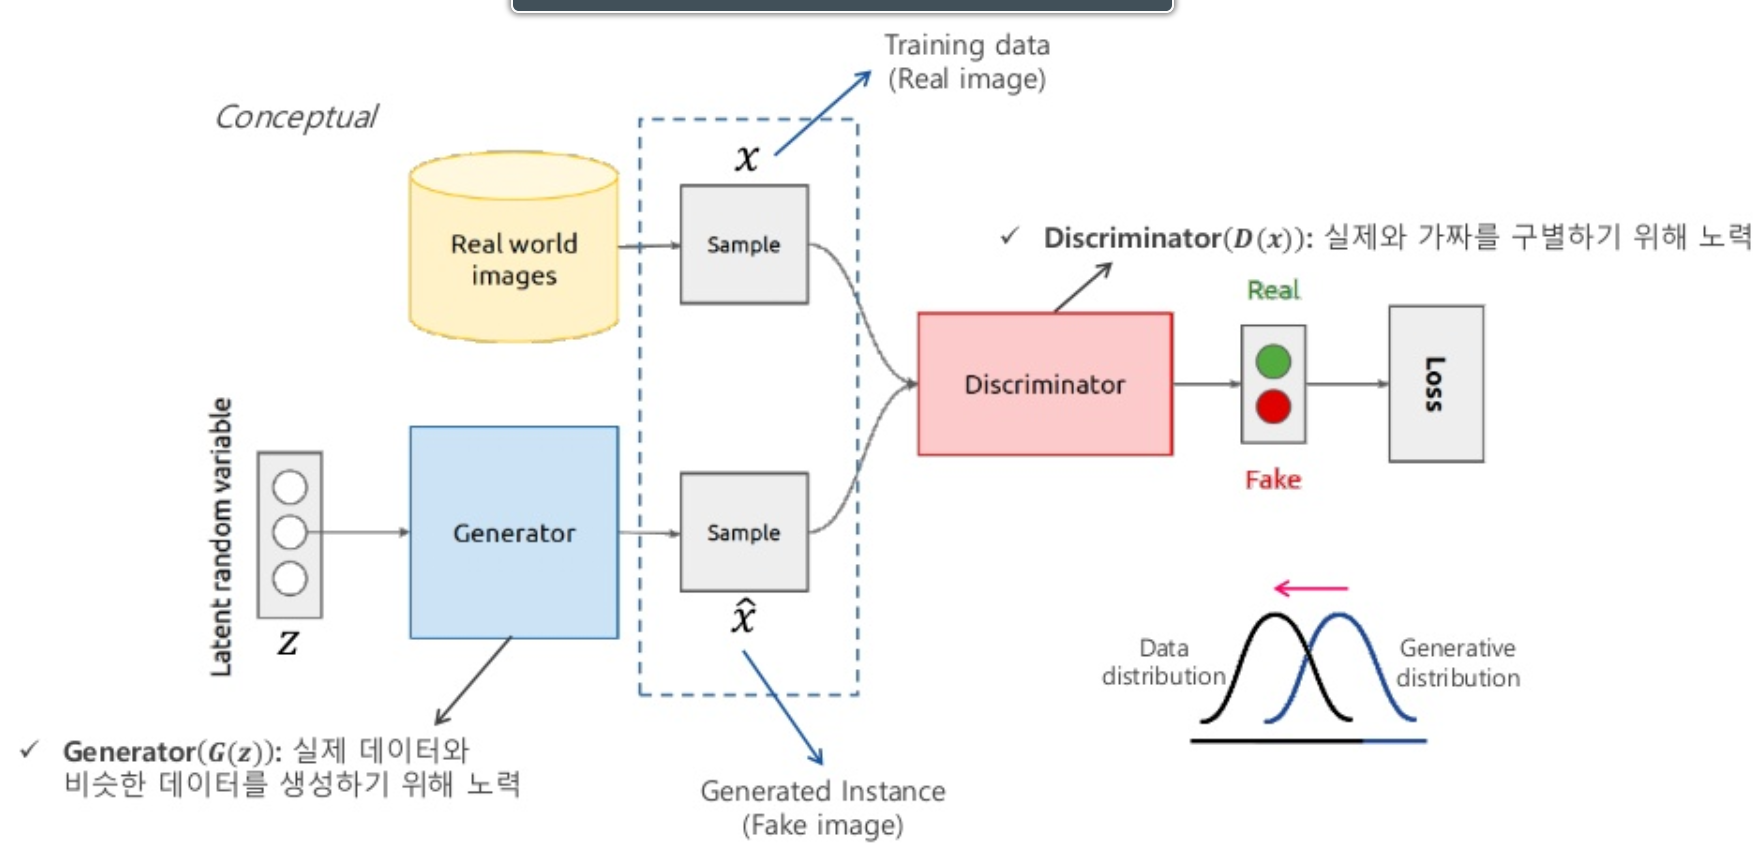 Training data
(Real image)
Conceptual
x
Real world
images
Sample
✓ Discriminator(D(x)): 실제와 가짜를 구별하기 위해 노력
Real
Discriminator
Loss
Fake
Latent random variable
z
Generator
Sample
x̂
Data
distribution
Generative
distribution
✓ Generator(G(z)): 실제 데이터와
비슷한 데이터를 생성하기 위해 노력
Generated Instance
(Fake image)